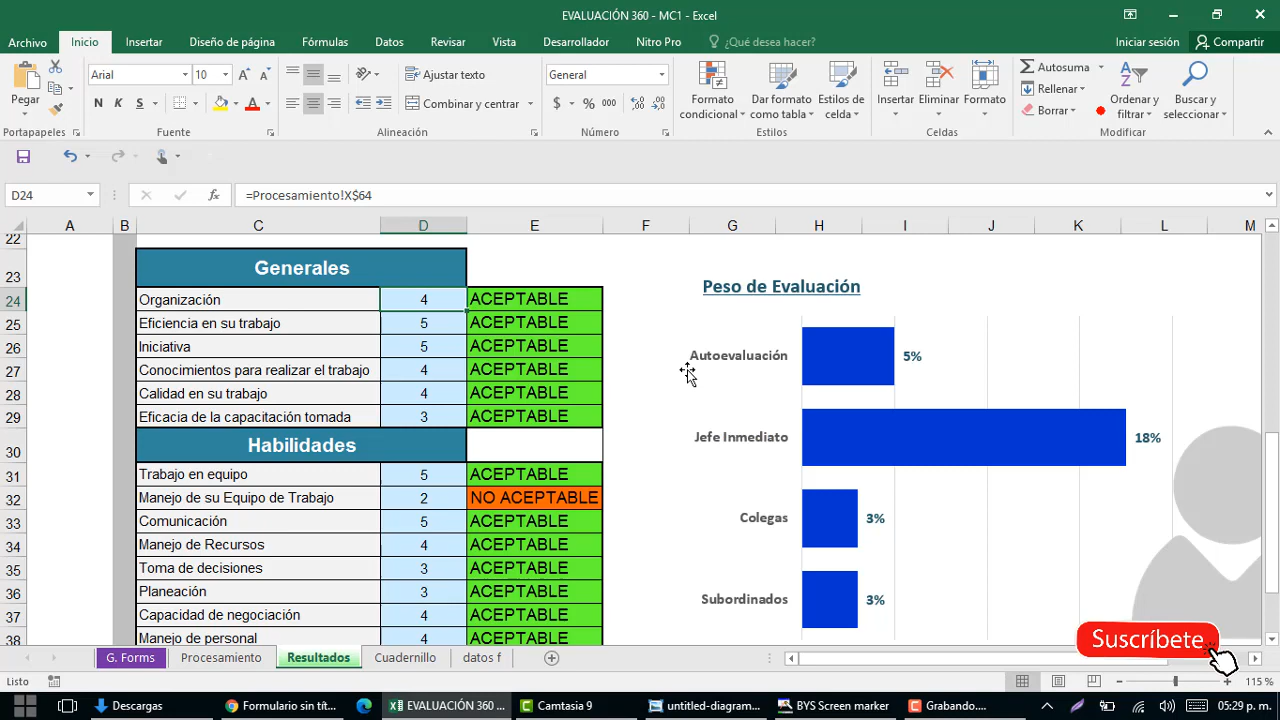 EVALUACIÓN 360 - MC1 - Excel
Archivo Inicio Insertar Diseño de página Fórmulas Datos Revisar Vista Desarrollador Nitro Pro ¿Qué desea hacer? Iniciar sesión Compartir
Arial 10 Ajustar texto General Autosuma
Pegar Formato condicional Dar formato como tabla Estilos de celda Insertar Eliminar Formato Rellenar Ordenar y filtrar Buscar y seleccionar
N K S A Combinar y centrar $ % 000 Borrar
Portapapeles Fuente Alineación Número Estilos Celdas Modificar
D24 fx =Procesamiento!X$64
A B C D E F G H I J K L M
22
23 Generales
Peso de Evaluación
24 Organización 4 ACEPTABLE
25 Eficiencia en su trabajo 5 ACEPTABLE
26 Iniciativa 5 ACEPTABLE
Autoevaluación 5%
27 Conocimientos para realizar el trabajo 4 ACEPTABLE
28 Calidad en su trabajo 4 ACEPTABLE
29 Eficacia de la capacitación tomada 3 ACEPTABLE
Jefe Inmediato 18%
30 Habilidades
31 Trabajo en equipo 5 ACEPTABLE
32 Manejo de su Equipo de Trabajo 2 NO ACEPTABLE
33 Comunicación 5 ACEPTABLE
Colegas 3%
34 Manejo de Recursos 4 ACEPTABLE
35 Toma de decisiones 3 ACEPTABLE
36 Planeación 3 ACEPTABLE
Subordinados 3%
37 Capacidad de negociación 4 ACEPTABLE
38 Manejo de personal 4 ACEPTABLE
Suscríbete
G. Forms Procesamiento Resultados Cuadernillo datos f
Listo 115 %
Descargas Formulario sin tít... EVALUACIÓN 360 ... Camtasia 9 untitled-diagram... BYS Screen marker Grabando.... 05:29 p. m.